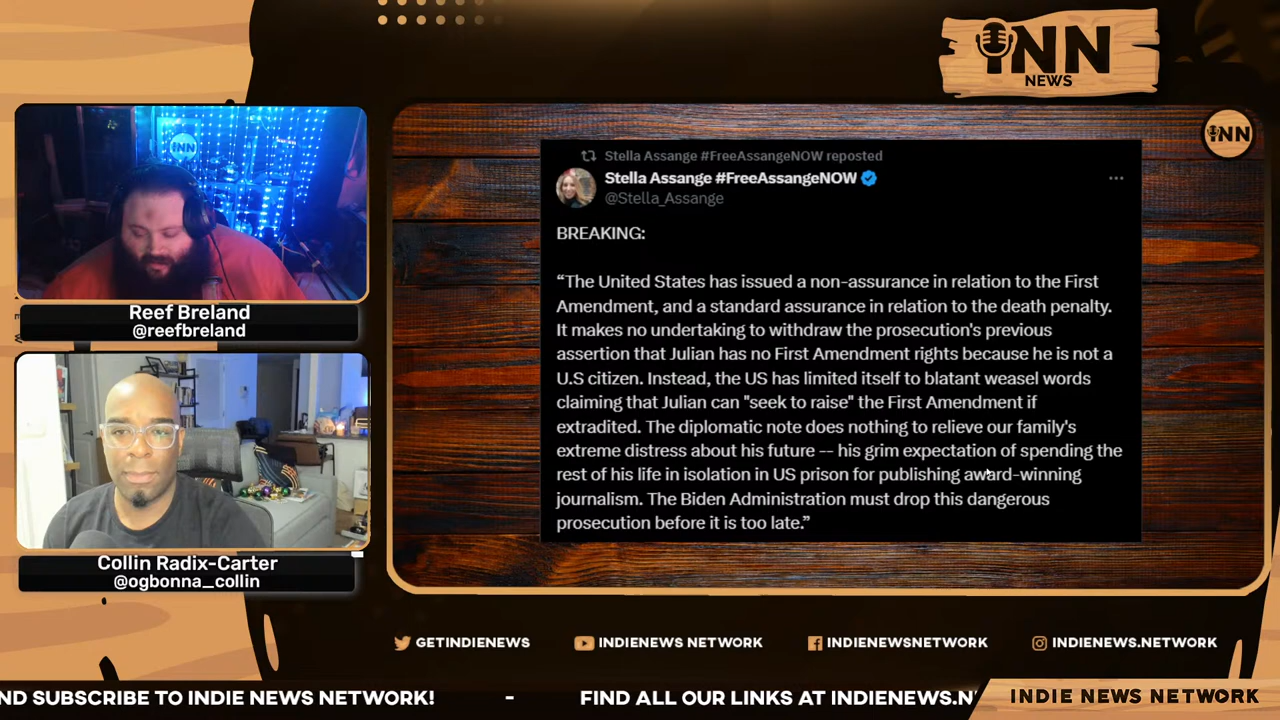 INN
NEWS
INN
INN
Reef Breland
@reefbreland
Collin Radix-Carter
@ogbonna_collin
Stella Assange #FreeAssangeNOW reposted
Stella Assange #FreeAssangeNOW
@Stella_Assange
BREAKING:
“The United States has issued a non-assurance in relation to the First
Amendment, and a standard assurance in relation to the death penalty.
It makes no undertaking to withdraw the prosecution's previous
assertion that Julian has no First Amendment rights because he is not a
U.S citizen. Instead, the US has limited itself to blatant weasel words
claiming that Julian can "seek to raise" the First Amendment if
extradited. The diplomatic note does nothing to relieve our family's
extreme distress about his future -- his grim expectation of spending the
rest of his life in isolation in US prison for publishing award-winning
journalism. The Biden Administration must drop this dangerous
prosecution before it is too late.”
GETINDIENEWS
INDIENEWS NETWORK
INDIENEWSNETWORK
INDIENEWS.NETWORK
ND SUBSCRIBE TO INDIE NEWS NETWORK! - FIND ALL OUR LINKS AT INDIENEWS.N
INDIE NEWS NETWORK